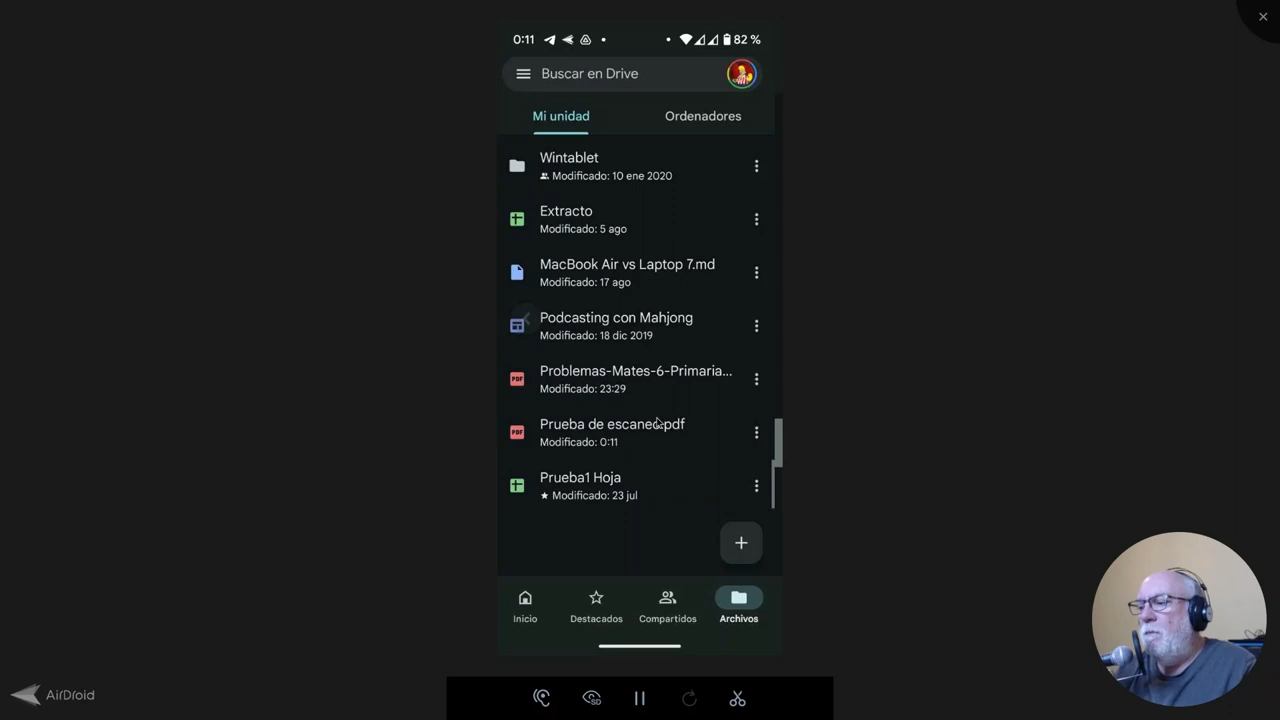 0:11
82 %
Buscar en Drive
Mi unidad
Ordenadores
Wintablet
Modificado: 10 ene 2020
Extracto
Modificado: 5 ago
MacBook Air vs Laptop 7.md
Modificado: 17 ago
Podcasting con Mahjong
Modificado: 18 dic 2019
PDF
Problemas-Mates-6-Primaria...
Modificado: 23:29
PDF
Prueba de escaneo.pdf
Modificado: 0:11
Prueba1 Hoja
Modificado: 23 jul
Inicio
Destacados
Compartidos
Archivos
AirDroid
SD